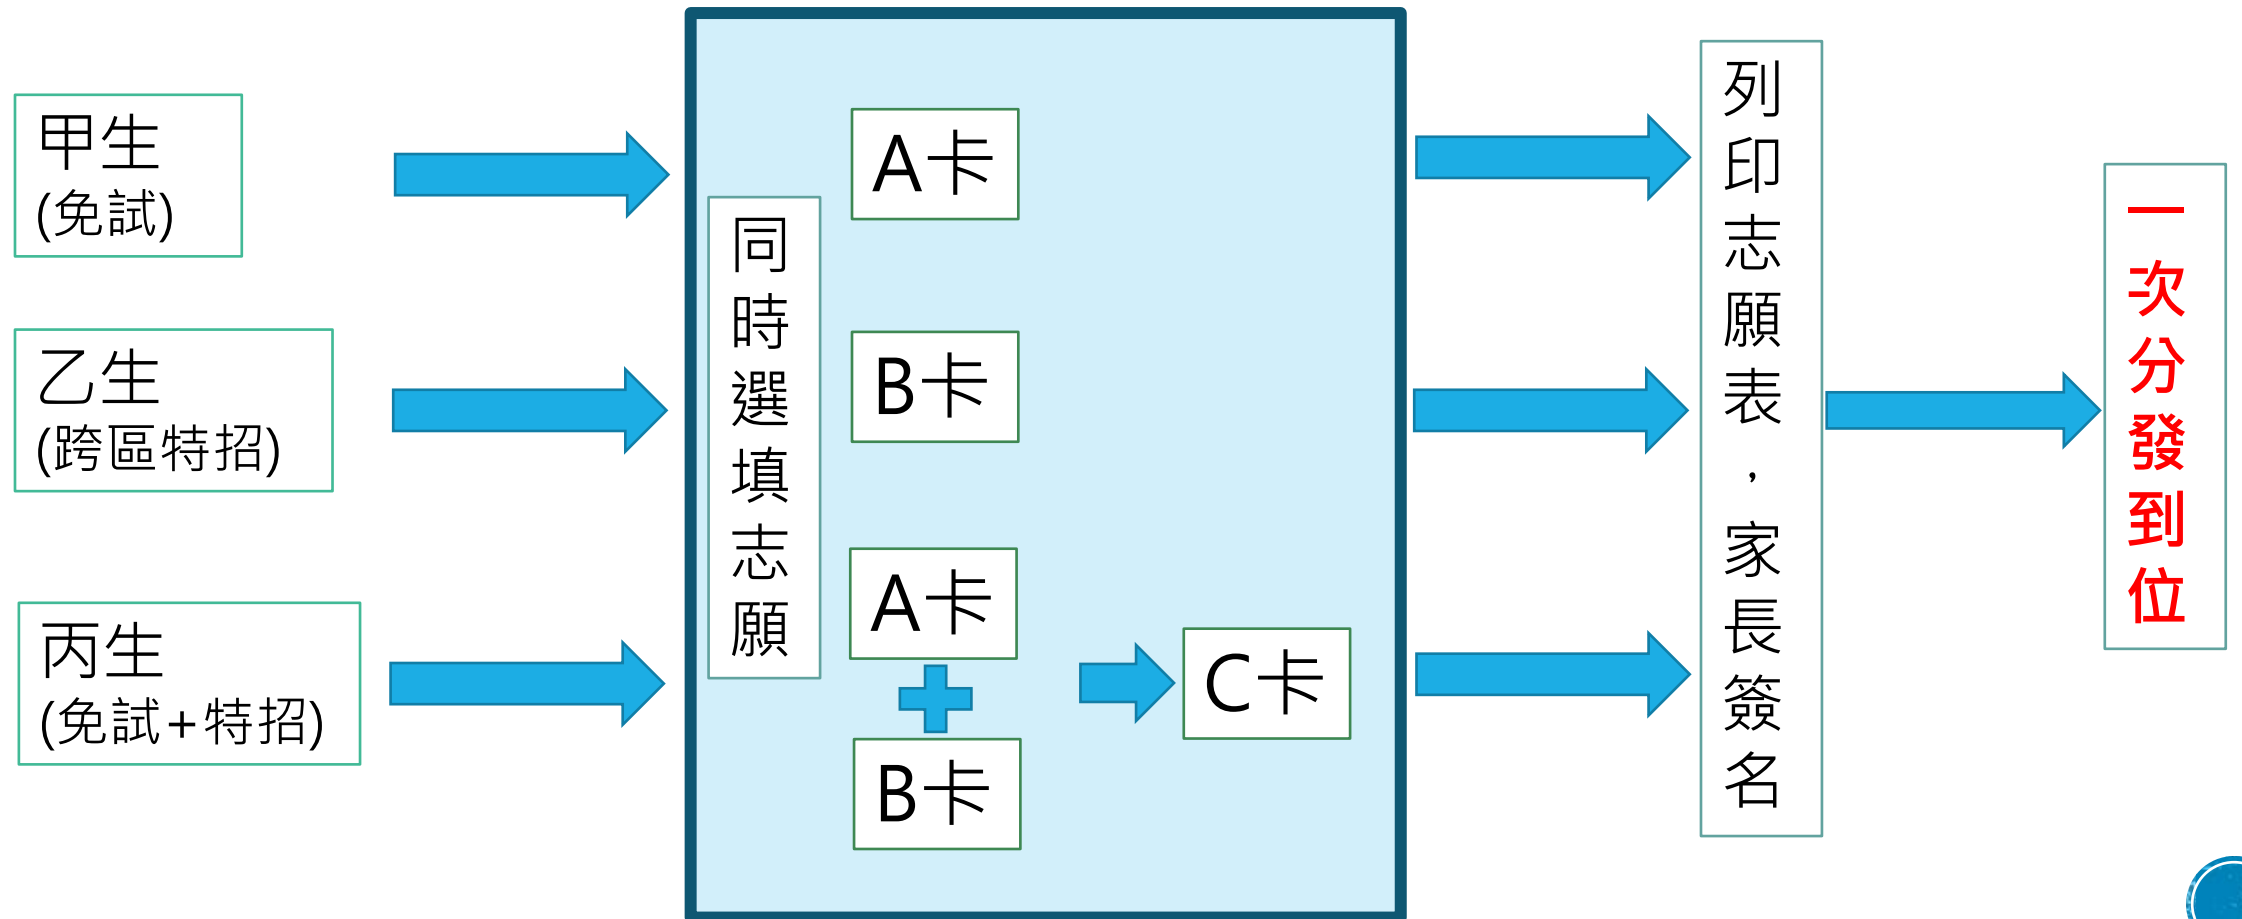 甲生
(免試)
乙生
(跨區特招)
丙生
(免試+特招)
同時選填志願
A卡
B卡
A卡
B卡
C卡
列印志願表，家長簽名
一次分發到位